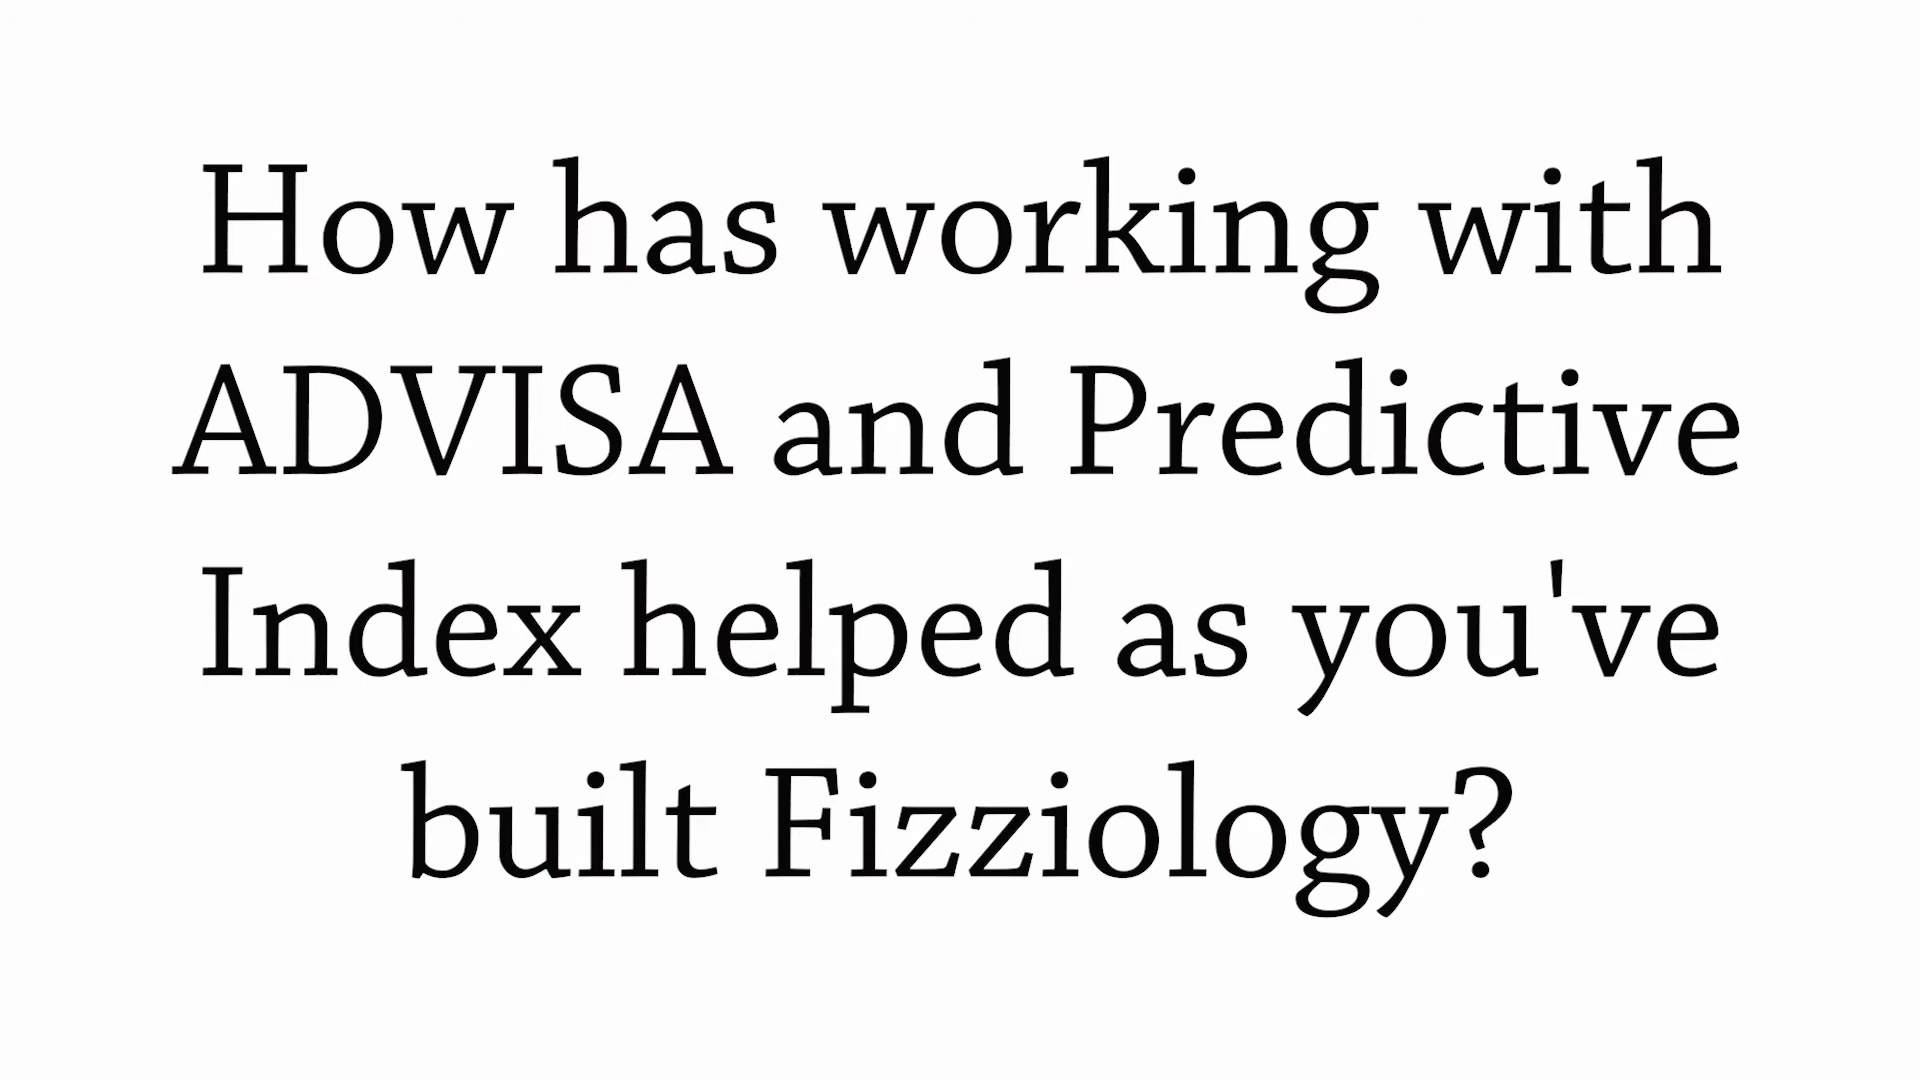 How has working with
ADVISA and Predictive
Index helped as you've
built Fizziology?